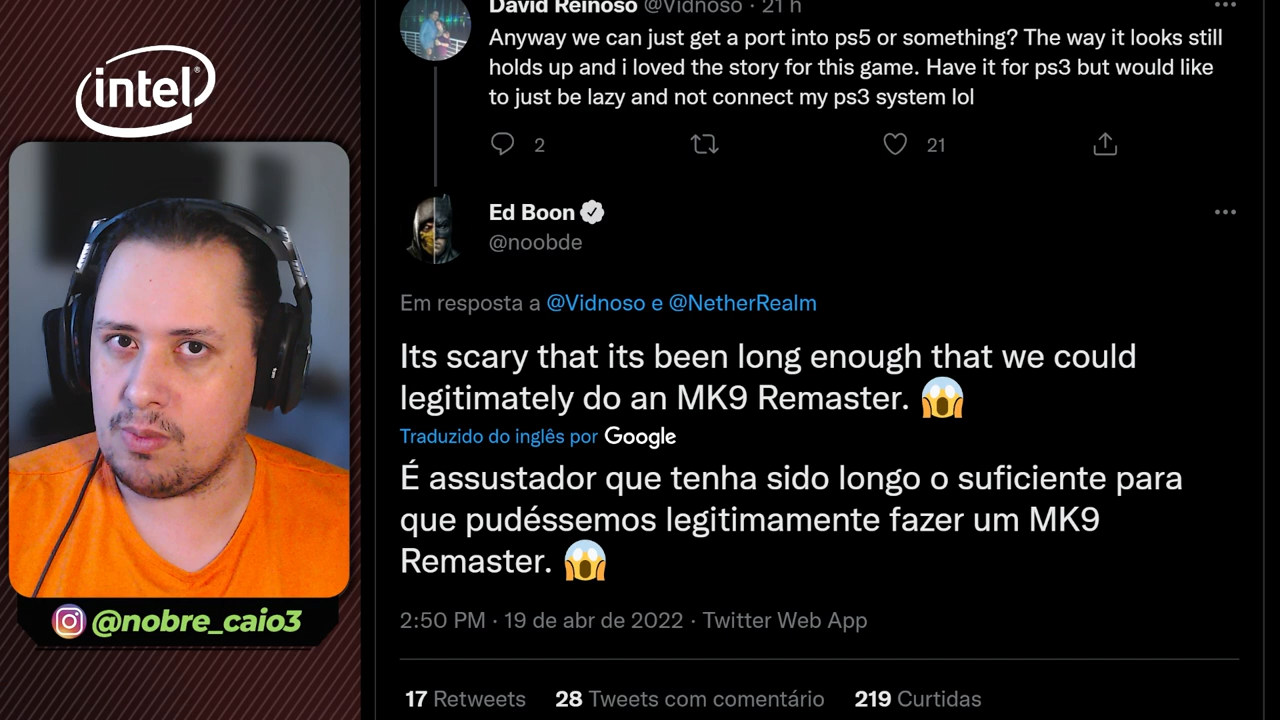 David Reinoso @Vidnoso · 21 h
Anyway we can just get a port into ps5 or something? The way it looks still
holds up and i loved the story for this game. Have it for ps3 but would like
to just be lazy and not connect my ps3 system lol
2 21
Ed Boon
@noobde
Em resposta a @Vidnoso e @NetherRealm
Its scary that its been long enough that we could
legitimately do an MK9 Remaster. 😱
Traduzido do inglês por Google
É assustador que tenha sido longo o suficiente para
que pudéssemos legitimamente fazer um MK9
Remaster. 😱
2:50 PM · 19 de abr de 2022 · Twitter Web App
17 Retweets 28 Tweets com comentário 219 Curtidas
intel®
@nobre_caio3